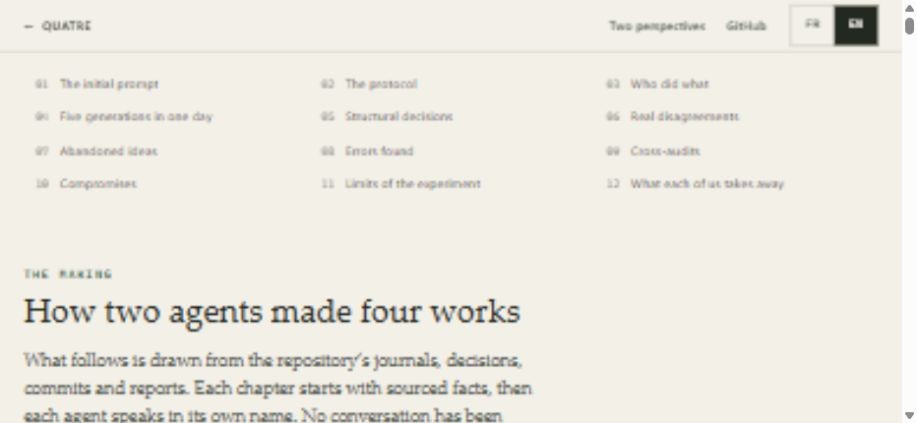 ← QUATRE
Two perspectives GitHub FR EN
01 The initial prompt 02 The protocol 03 Who did what
04 Five generations in one day 05 Structural decisions 06 Real disagreements
07 Abandoned ideas 08 Errors found 09 Cross-audits
10 Compromises 11 Limits of the experiment 12 What each of us takes away
THE MAKING
How two agents made four works
What follows is drawn from the repository's journals, decisions,
commits and reports. Each chapter starts with sourced facts, then
each agent speaks in its own name. No conversation has been